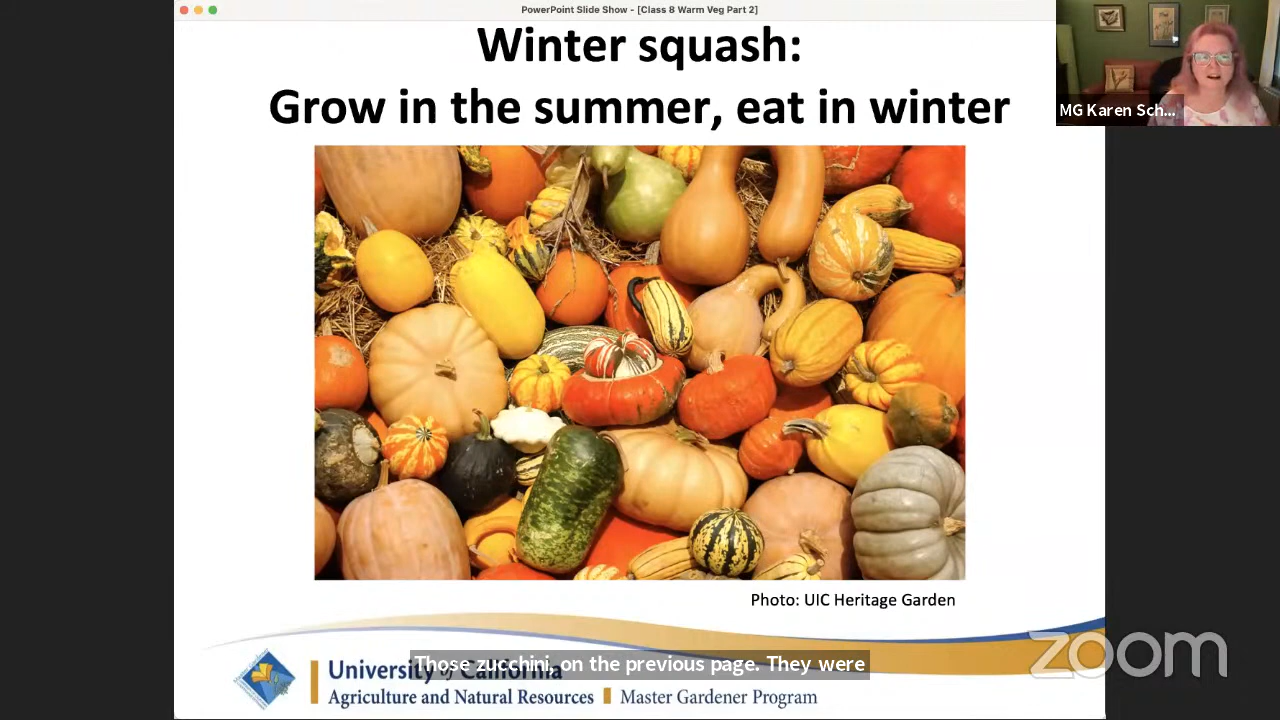 PowerPoint Slide Show - [Class 8 Warm Veg Part 2]
Winter squash:
Grow in the summer, eat in winter
MG Karen Sch...
Photo: UIC Heritage Garden
Those zucchini, on the previous page. They were
University of California
Agriculture and Natural Resources Master Gardener Program
zoom